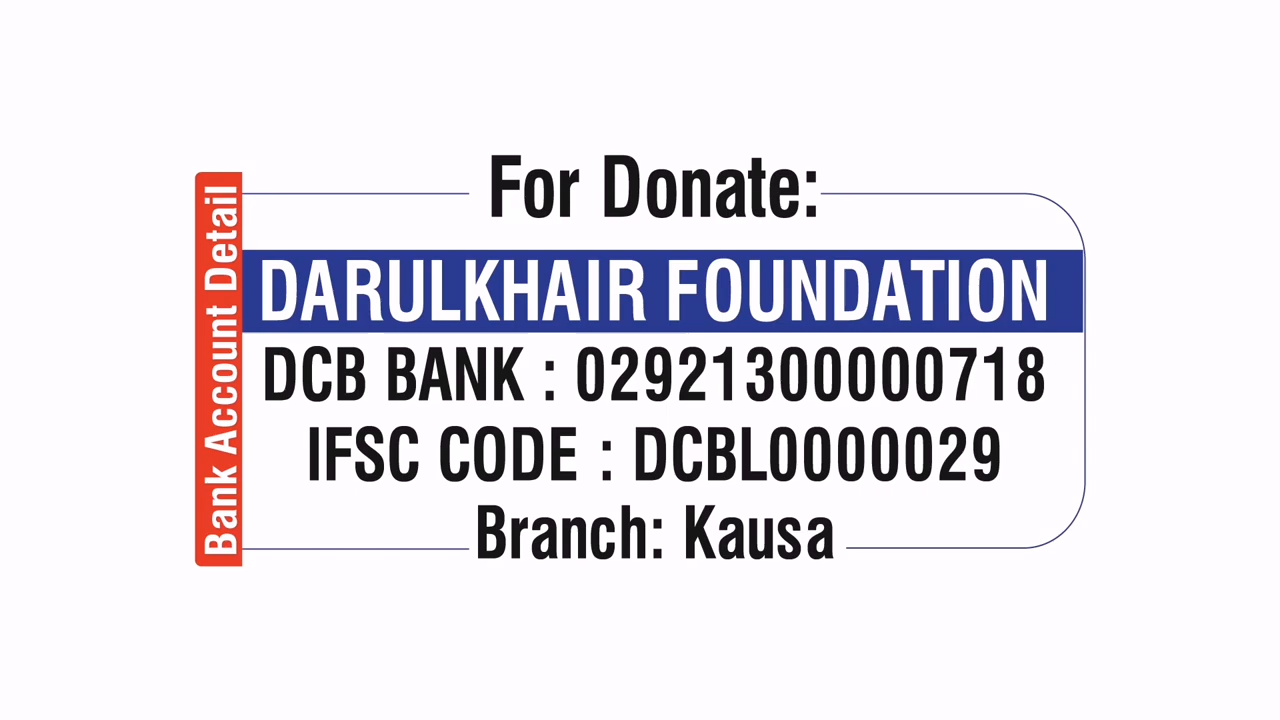 For Donate:
Bank Account Detail
DARULKHAIR FOUNDATION
DCB BANK : 02921300000718
IFSC CODE : DCBL0000029
Branch: Kausa